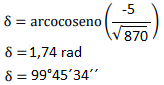 δ = arcocoseno(-5/√870)
δ = 1,74 rad
δ = 99°45´34´´